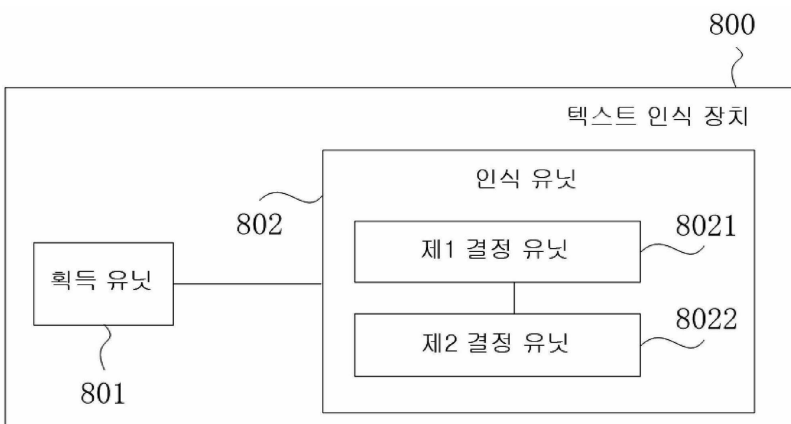 800
텍스트 인식 장치
인식 유닛
802
제1 결정 유닛
8021
획득 유닛
제2 결정 유닛
8022
801